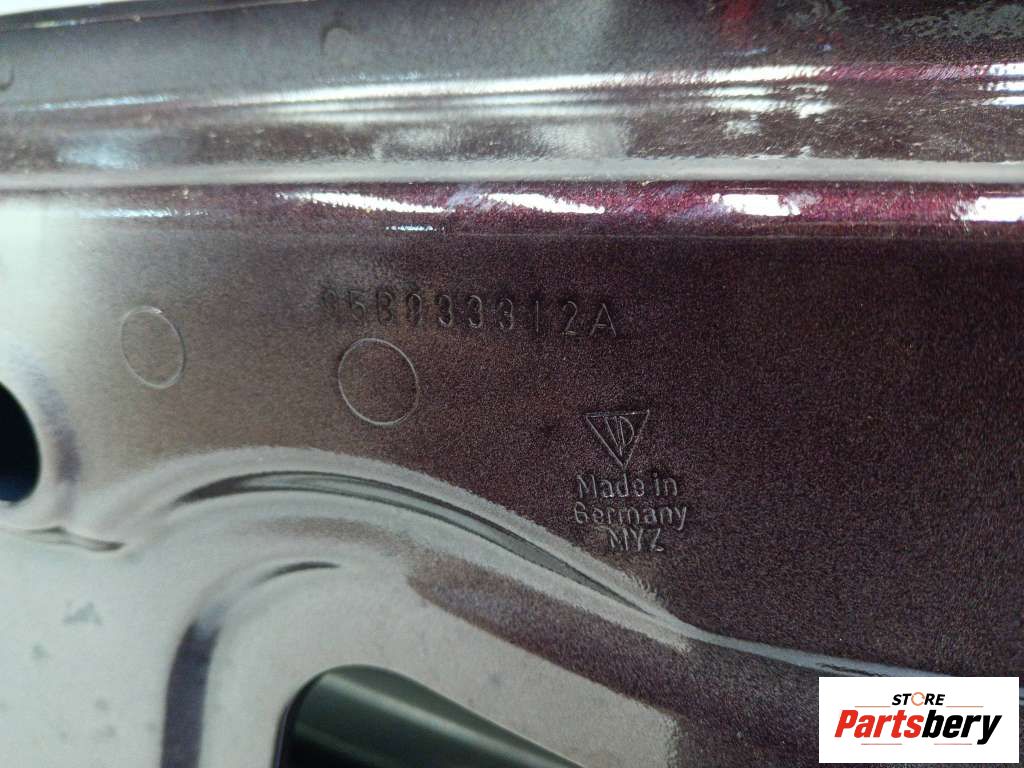 95B833312A
Made in
Germany
MYZ
STORE
Partsbery